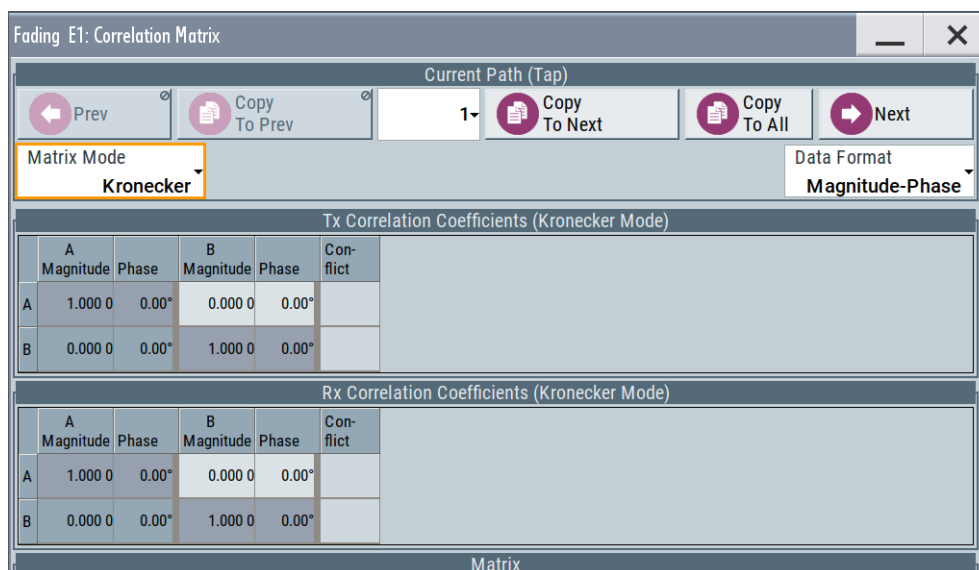 Fading E1: Correlation Matrix
Current Path (Tap)
Prev
Copy
To Prev
1
Copy
To Next
Copy
To All
Next
Matrix Mode
Kronecker
Data Format
Magnitude-Phase
Tx Correlation Coefficients (Kronecker Mode)
A B Con-
Magnitude Phase Magnitude Phase flict
A 1.000 0 0.00° 0.000 0 0.00°
B 0.000 0 0.00° 1.000 0 0.00°
Rx Correlation Coefficients (Kronecker Mode)
A B Con-
Magnitude Phase Magnitude Phase flict
A 1.000 0 0.00° 0.000 0 0.00°
B 0.000 0 0.00° 1.000 0 0.00°
Matrix